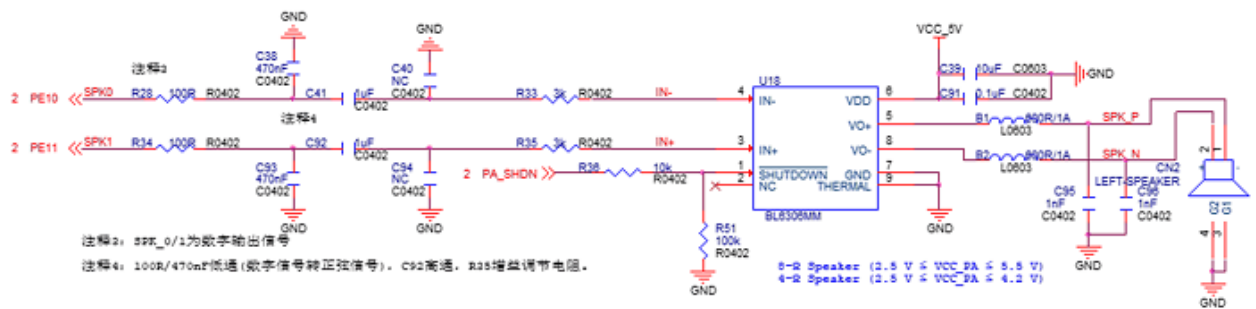 GND
GND
VCC_5V
C38
470nF
C0402
C40
NC
C0402
注释3
C39
10uF
C0603
GND
C91
0.1uF
C0402
U18
2 PE10
SPK0
R28
100R
R0402
C41
1uF
C0402
R33
3k
R0402
IN-
4
IN-
VDD
6
注释4
VO+
5
B1
L0603
SPK_P
2 PE11
SPK1
R34
100R
R0402
C92
1uF
C0402
R35
3k
R0402
IN+
3
IN+
VO-
8
B2
L0603
SPK_N
CN2
LEFT-SPEAKER
2
1
C93
470nF
C0402
C94
NC
C0402
2 PA_SHDN
R36
10k
R0402
1
2
SHUTDOWN
NC
GND
THERMAL
7
9
BL6306MM
C95
1nF
C0402
C96
1nF
C0402
G2
G1
4
3
GND
GND
R51
100k
R0402
GND
GND
GND
GND
注释3：SPK_0/1为数字输出信号
注释4：100R/470nF低通(数字信号转正弦信号)，C92高通，R35增益调节电阻。
8-R Speaker (2.5 V ≤ VCC_PA ≤ 5.5 V)
4-R Speaker (2.5 V ≤ VCC_PA ≤ 4.2 V)